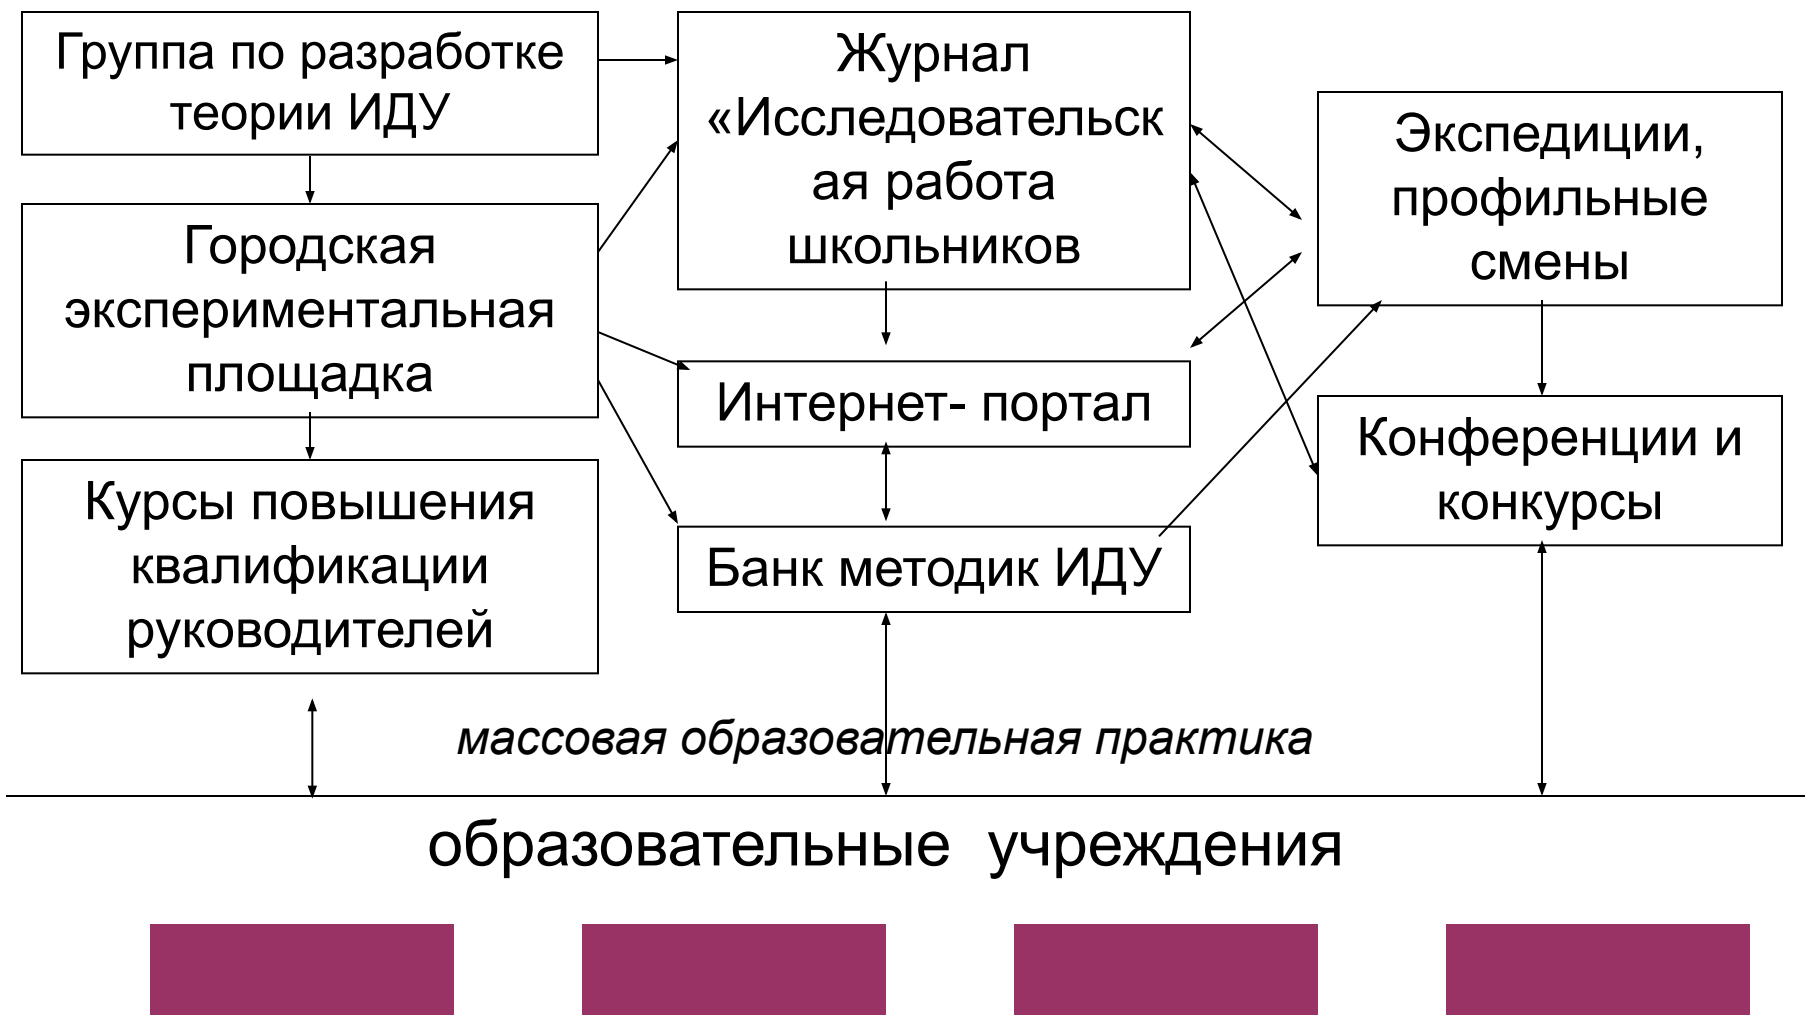 Группа по разработке
теории ИДУ
Городская
экспериментальная
площадка
Курсы повышения
квалификации
руководителей
Журнал
«Исследовательск
ая работа
школьников
Интернет- портал
Банк методик ИДУ
Экспедиции,
профильные
смены
Конференции и
конкурсы
массовая образовательная практика
образовательные учреждения